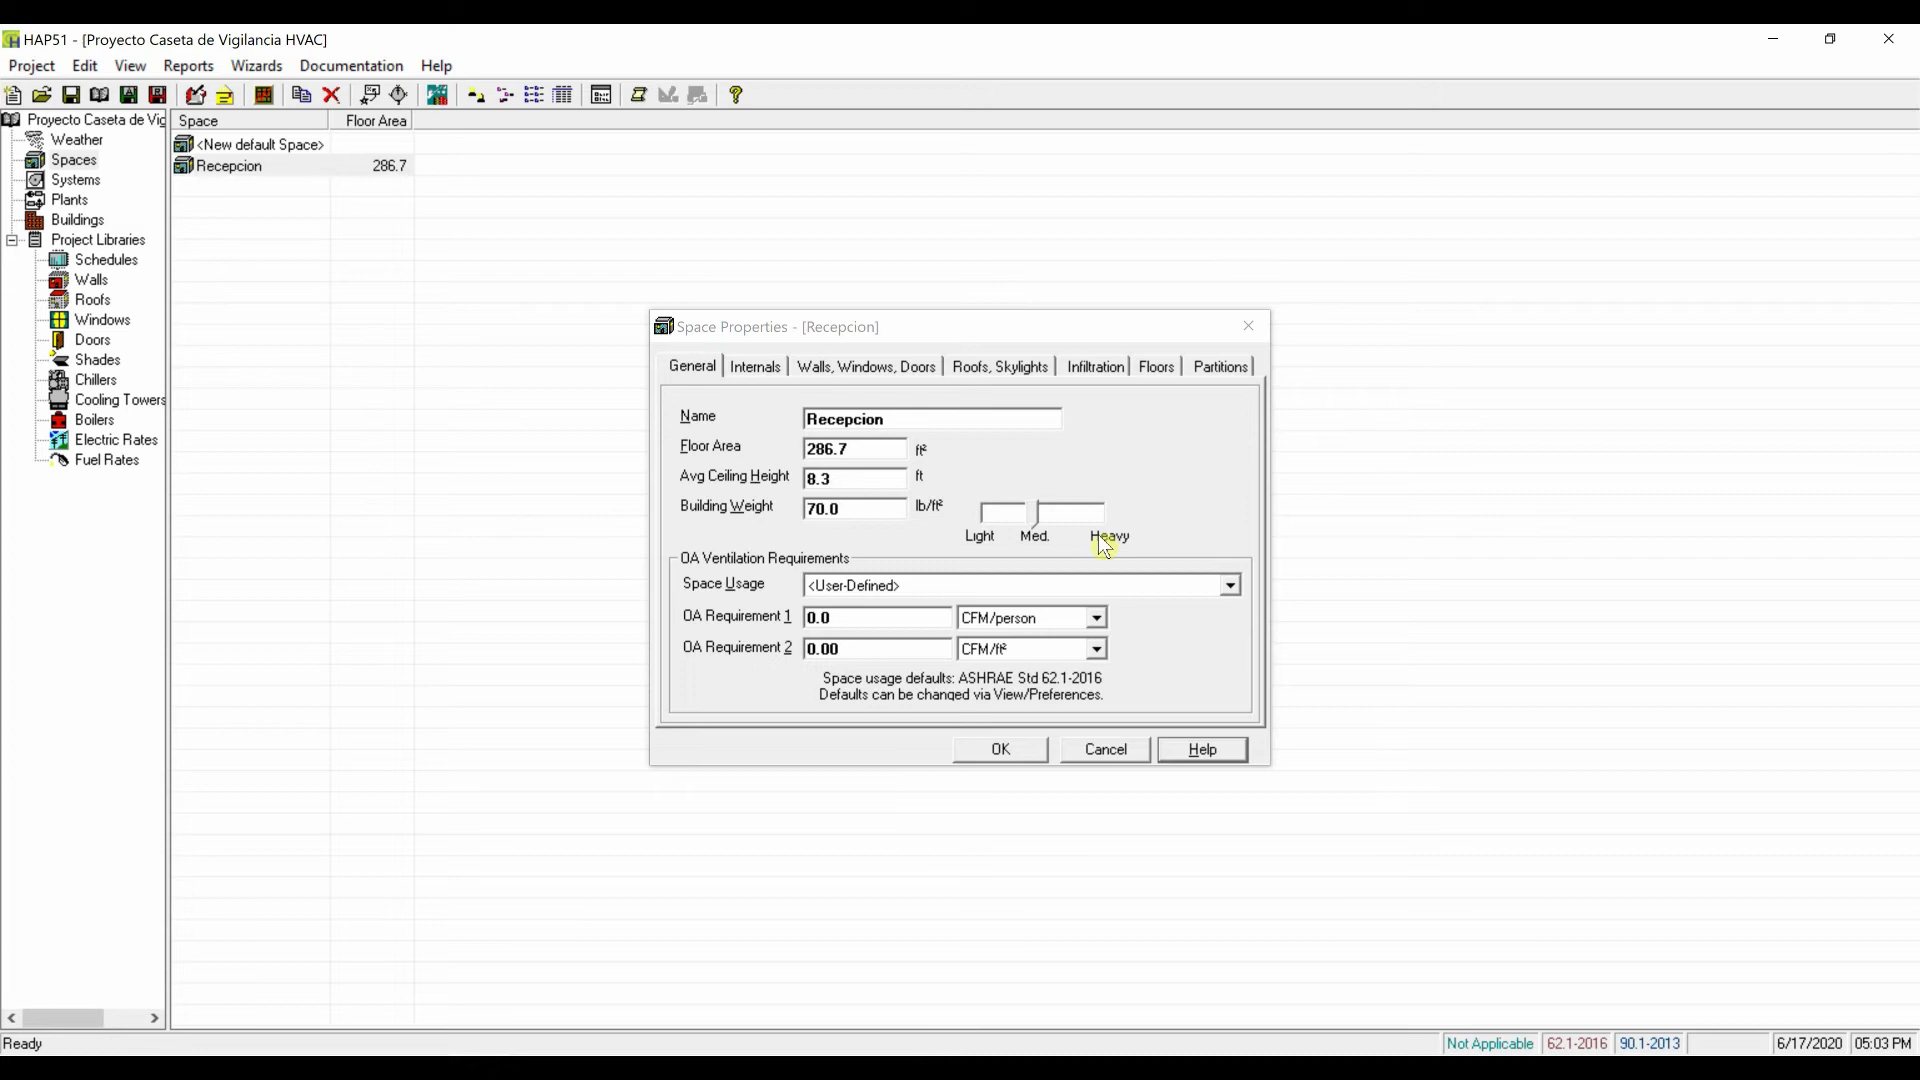 HAP51 - [Proyecto Caseta de Vigilancia HVAC]
Project Edit View Reports Wizards Documentation Help
Proyecto Caseta de Vig
Weather
Spaces
Systems
Plants
Buildings
Project Libraries
Schedules
Walls
Roofs
Windows
Doors
Shades
Chillers
Cooling Towers
Boilers
Electric Rates
Fuel Rates
Space Floor Area
<New default Space>
Recepcion 286.7
Space Properties - [Recepcion]
General Internals Walls, Windows, Doors Roofs, Skylights Infiltration Floors Partitions
Name Recepcion
Floor Area 286.7 ft²
Avg Ceiling Height 8.3 ft
Building Weight 70.0 lb/ft²
Light Med. Heavy
OA Ventilation Requirements
Space Usage <User-Defined>
OA Requirement 1 0.0 CFM/person
OA Requirement 2 0.00 CFM/ft²
Space usage defaults: ASHRAE Std 62.1-2016
Defaults can be changed via View/Preferences.
OK Cancel Help
Ready Not Applicable 62.1-2016 90.1-2013 6/17/2020 05:03 PM